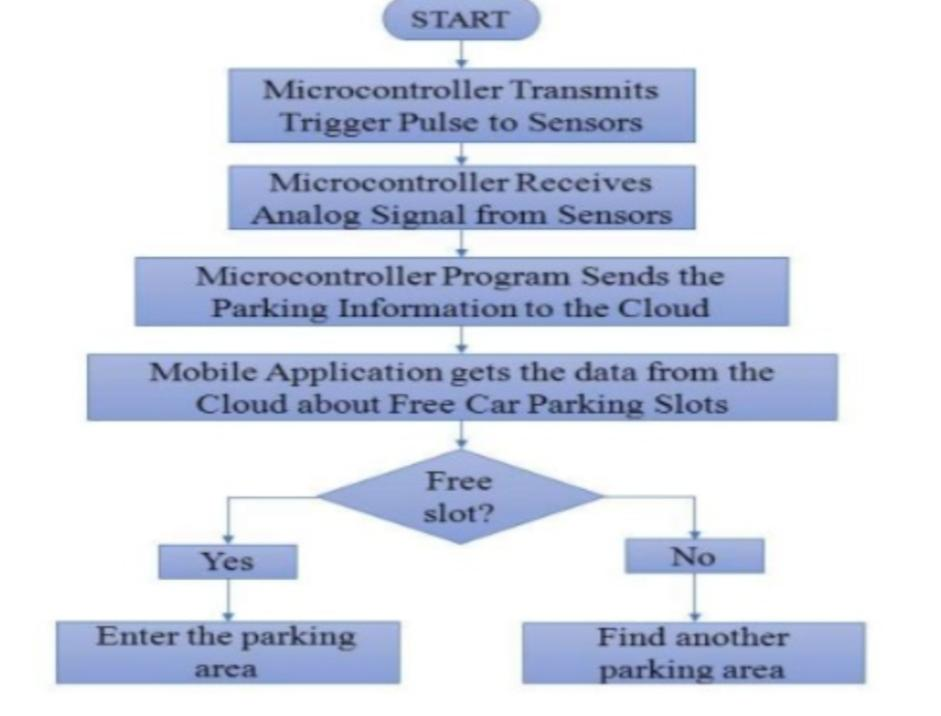 START
Microcontroller Transmits
Trigger Pulse to Sensors
Microcontroller Receives
Analog Signal from Sensors
Microcontroller Program Sends the
Parking Information to the Cloud
Mobile Application gets the data from the
Cloud about Free Car Parking Slots
Free
slot?
Yes
No
Enter the parking
area
Find another
parking area